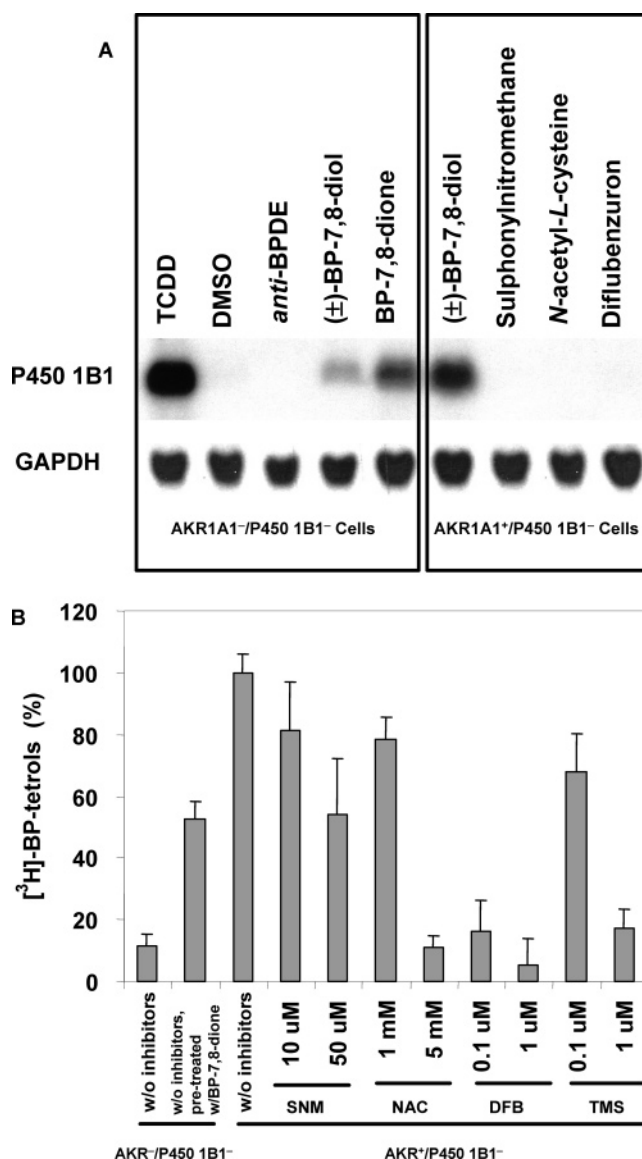 A
TCDD
DMSO
anti-BPDE
(±)-BP-7,8-diol
BP-7,8-dione
(±)-BP-7,8-diol
Sulphonylnitromethane
N-acetyl-L-cysteine
Diflubenzuron
P450 1B1
GAPDH
AKR1A1⁻/P450 1B1⁻ Cells
AKR1A1⁺/P450 1B1⁻ Cells
B
[³H]-BP-tetrols (%)
120
100
80
60
40
20
0
w/o inhibitors
w/o inhibitors,
pre-treated
w/BP-7,8-dione
w/o inhibitors
10 uM
50 uM
1 mM
5 mM
0.1 uM
1 uM
0.1 uM
1 uM
SNM
NAC
DFB
TMS
AKR⁻/P450 1B1⁻
AKR⁺/P450 1B1⁻